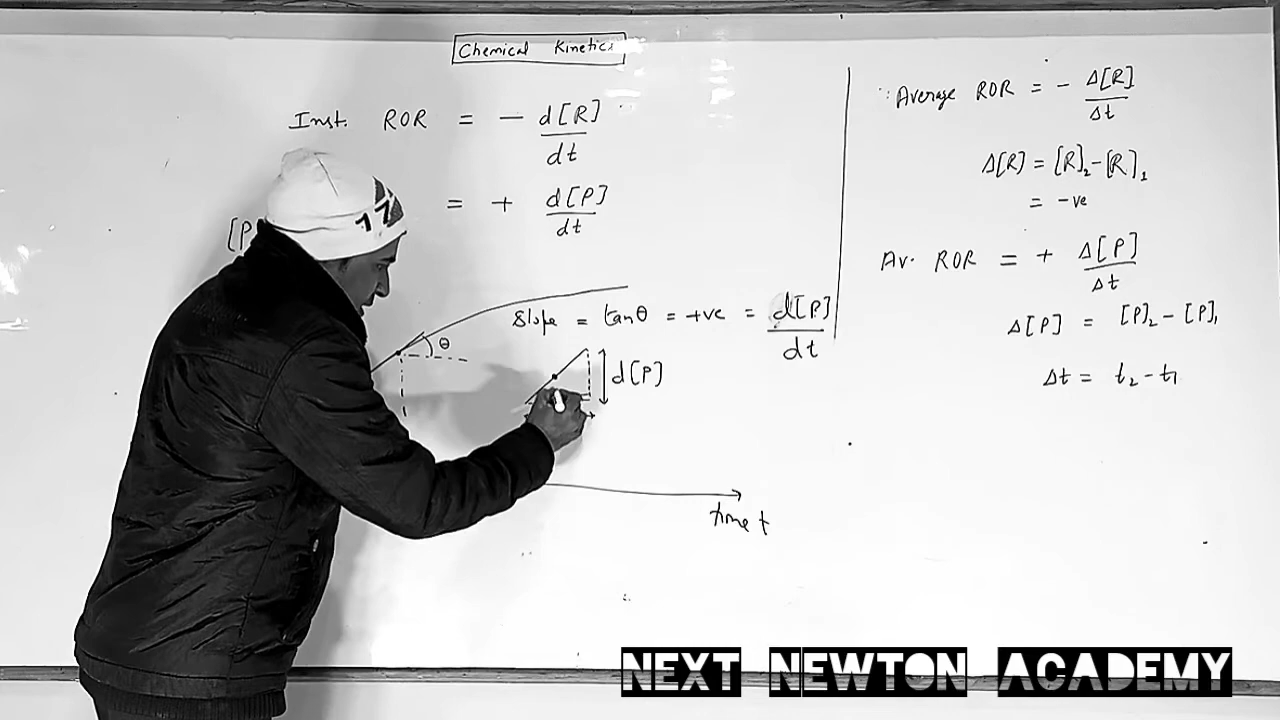 Chemical Kinetics
Inst. ROR = - d[R]/dt
= + d[P]/dt
[P
17
Slope = tanθ = +ve = d[P]/dt
θ
d[P]
time t
∴ Average ROR = - Δ[R]/Δt
Δ[R] = [R]₂-[R]₁
= -ve
Av. ROR = + Δ[P]/Δt
Δ[P] = [P]₂ - [P]₁
Δt = t₂ - t₁
NEXT NEWTON ACADEMY